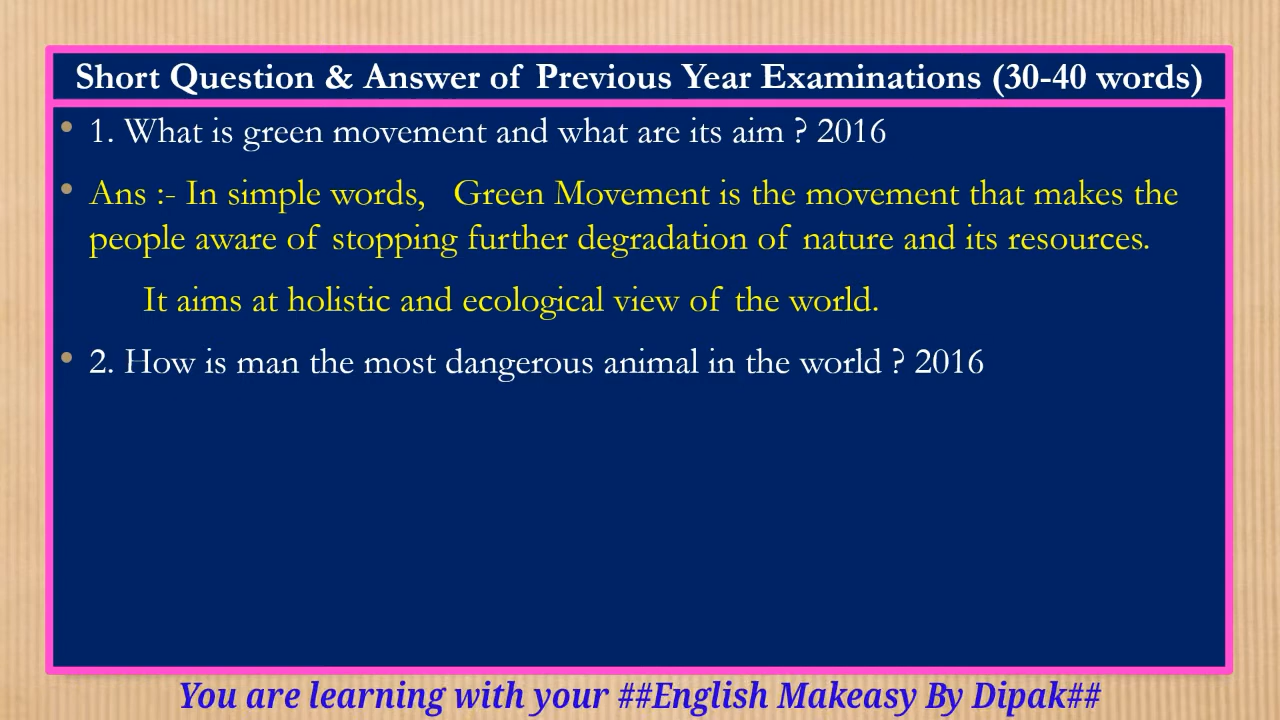 Short Question & Answer of Previous Year Examinations (30-40 words)
• 1. What is green movement and what are its aim ? 2016
• Ans :- In simple words, Green Movement is the movement that makes the
people aware of stopping further degradation of nature and its resources.
It aims at holistic and ecological view of the world.
• 2. How is man the most dangerous animal in the world ? 2016
You are learning with your ##English Makeasy By Dipak##